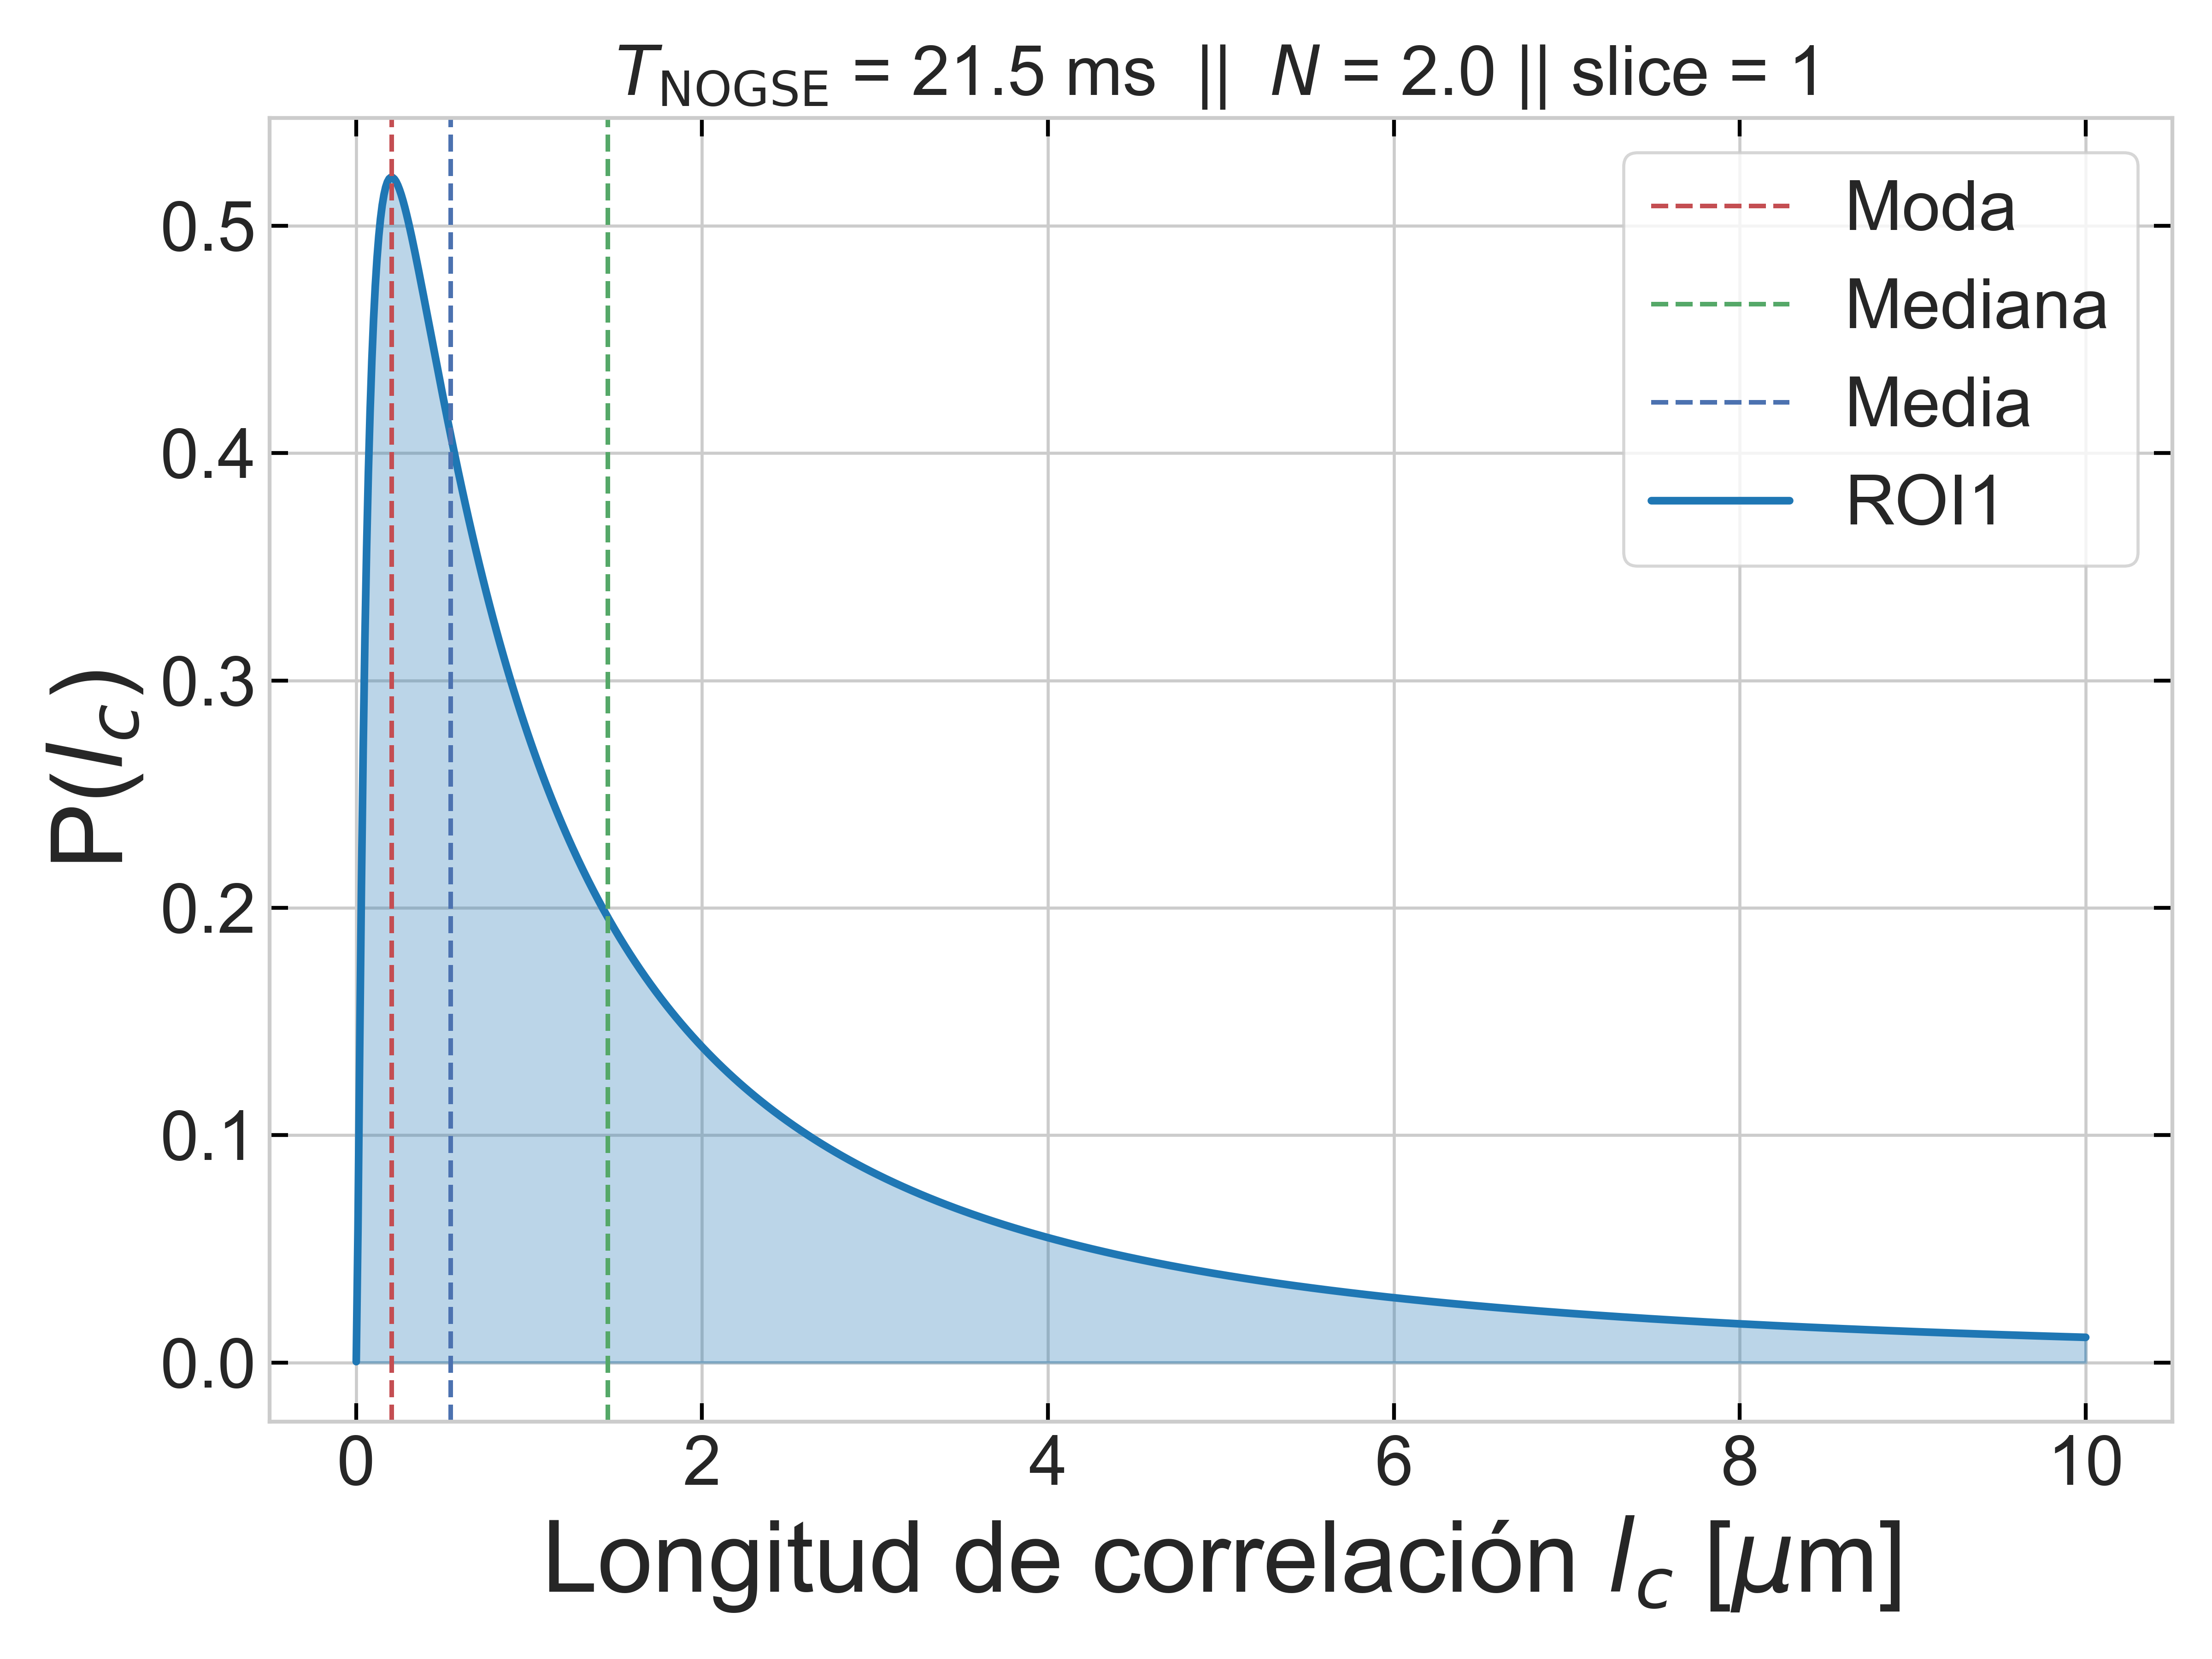 T_NOGSE = 21.5 ms || N = 2.0 || slice = 1
Moda
Mediana
Media
ROI1
P(l_c)
0.5
0.4
0.3
0.2
0.1
0.0
0 2 4 6 8 10
Longitud de correlación l_c [μm]